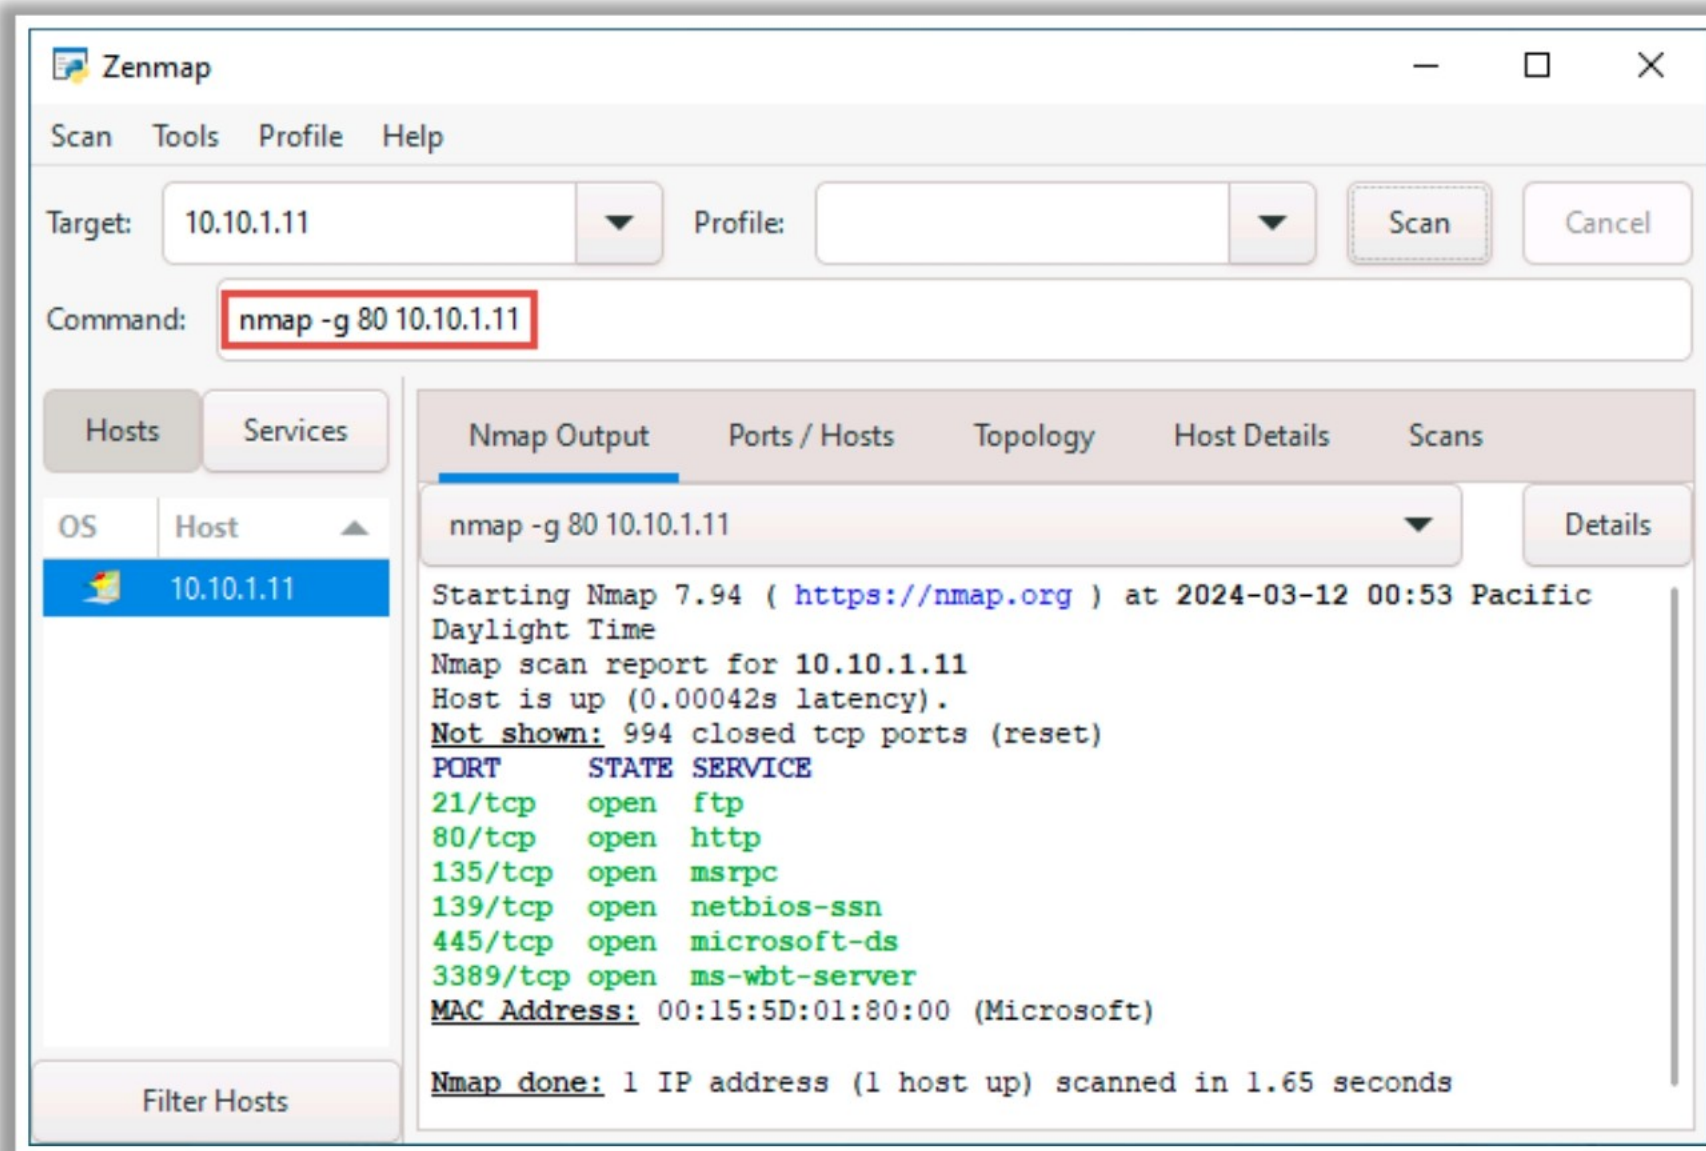 Zenmap
Scan Tools Profile Help
Target: 10.10.1.11 Profile: Scan Cancel
Command: nmap -g 80 10.10.1.11
Hosts Services
Nmap Output Ports / Hosts Topology Host Details Scans
OS Host
nmap -g 80 10.10.1.11 Details
10.10.1.11
Starting Nmap 7.94 ( https://nmap.org ) at 2024-03-12 00:53 Pacific
Daylight Time
Nmap scan report for 10.10.1.11
Host is up (0.00042s latency).
Not shown: 994 closed tcp ports (reset)
PORT     STATE SERVICE
21/tcp   open  ftp
80/tcp   open  http
135/tcp  open  msrpc
139/tcp  open  netbios-ssn
445/tcp  open  microsoft-ds
3389/tcp open  ms-wbt-server
MAC Address: 00:15:5D:01:80:00 (Microsoft)
Nmap done: 1 IP address (1 host up) scanned in 1.65 seconds
Filter Hosts